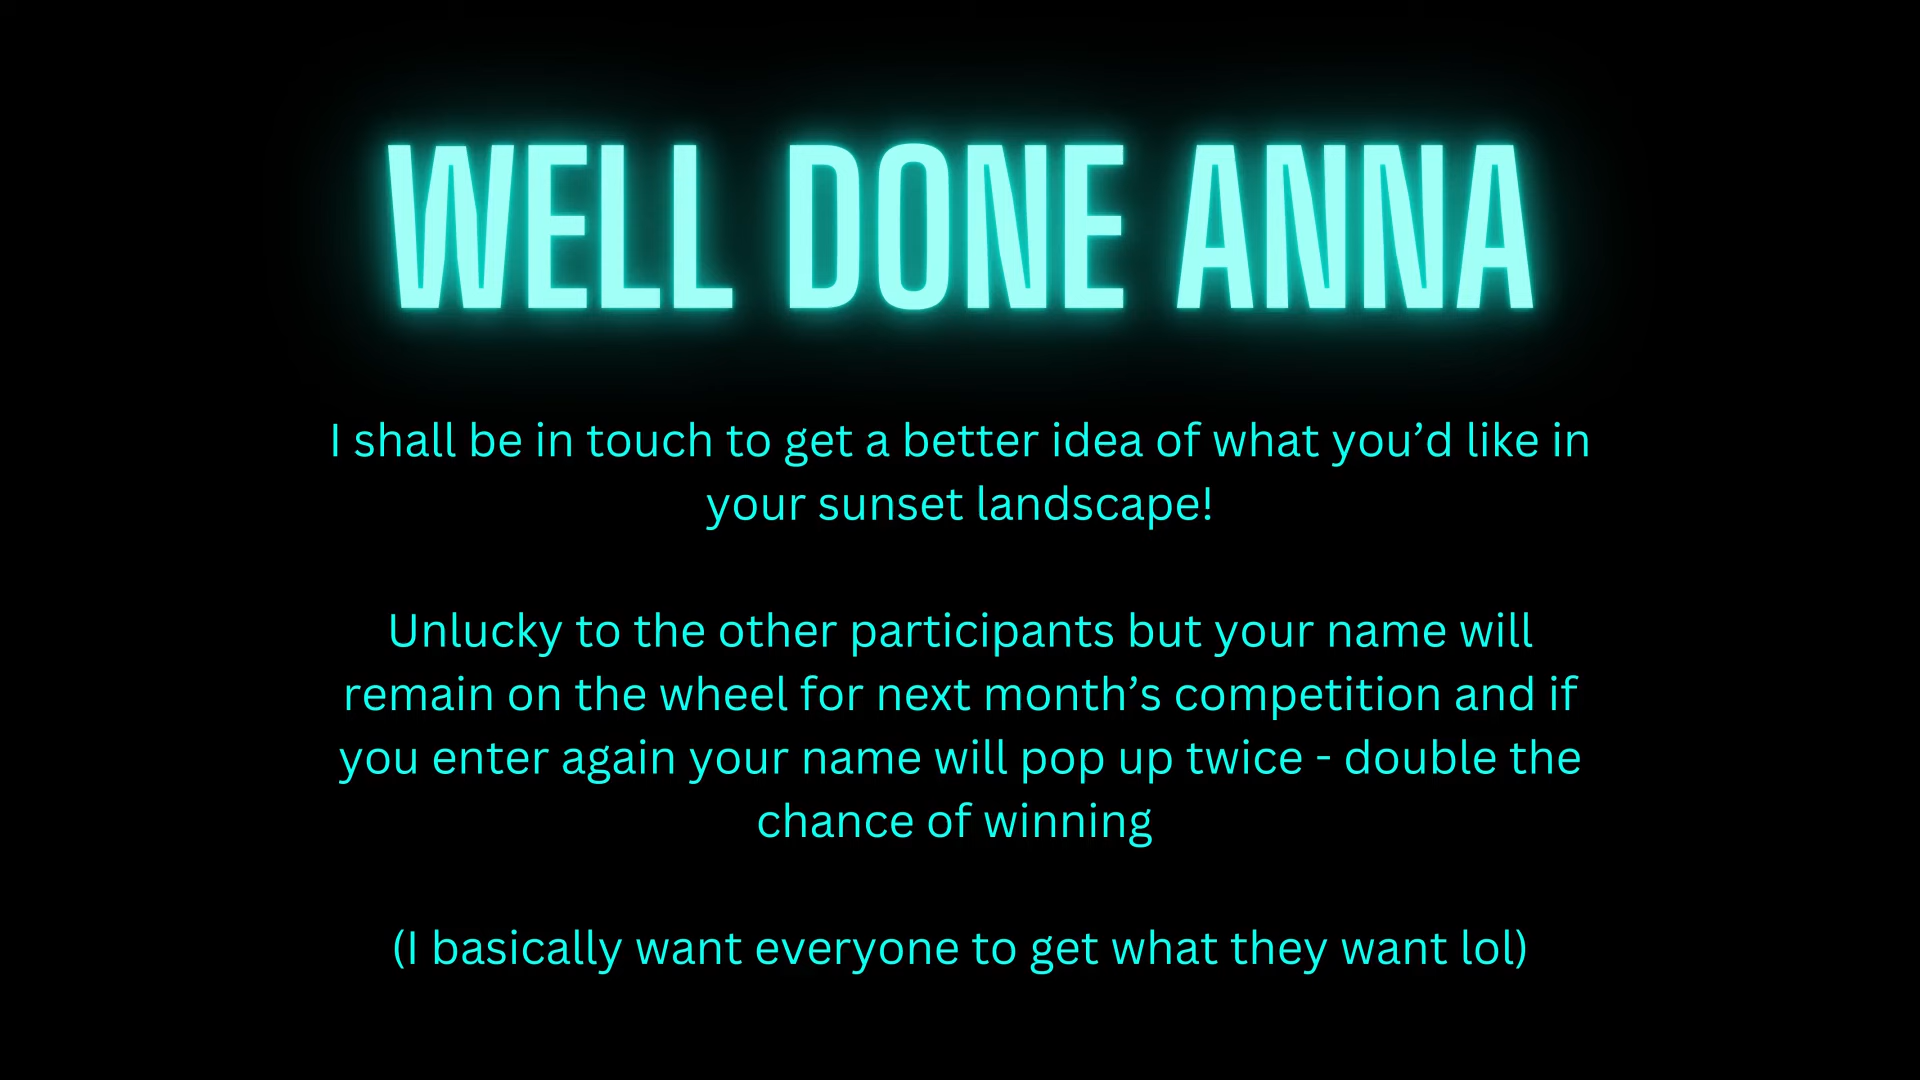 WELL DONE ANNA
I shall be in touch to get a better idea of what you’d like in
your sunset landscape!
Unlucky to the other participants but your name will
remain on the wheel for next month’s competition and if
you enter again your name will pop up twice - double the
chance of winning
(I basically want everyone to get what they want lol)